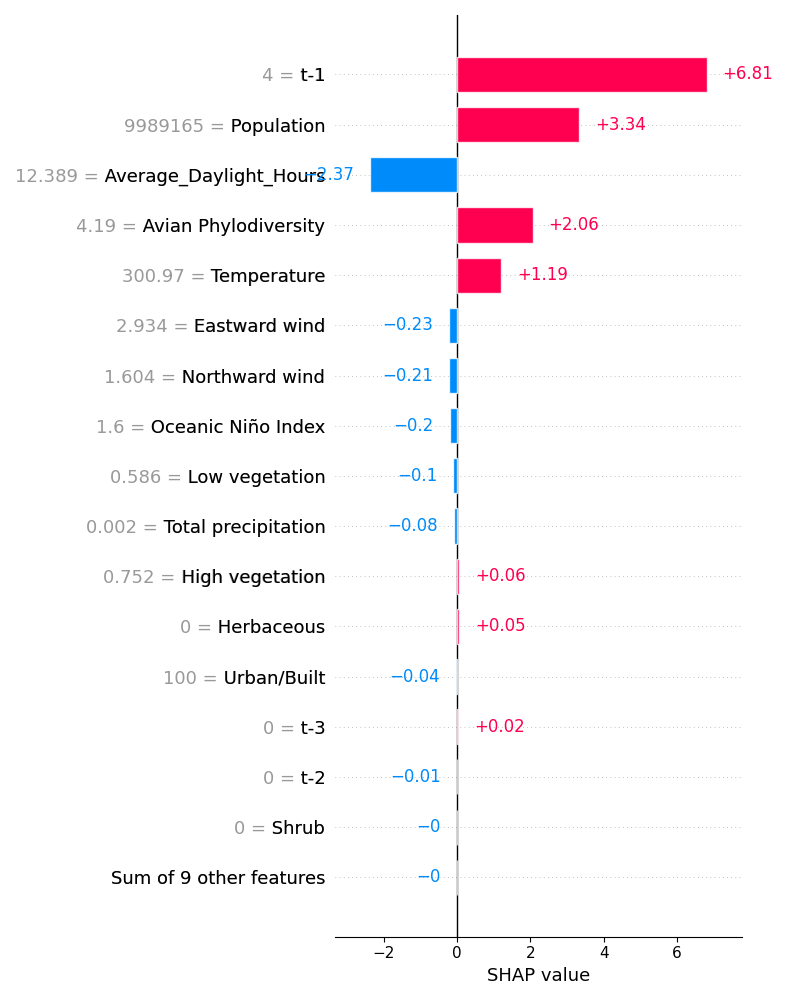 4 = t-1 +6.81
9989165 = Population +3.34
12.389 = Average_Daylight_Hours −2.37
4.19 = Avian Phylodiversity +2.06
300.97 = Temperature +1.19
2.934 = Eastward wind −0.23
1.604 = Northward wind −0.21
1.6 = Oceanic Niño Index −0.2
0.586 = Low vegetation −0.1
0.002 = Total precipitation −0.08
0.752 = High vegetation +0.06
0 = Herbaceous +0.05
100 = Urban/Built −0.04
0 = t-3 +0.02
0 = t-2 −0.01
0 = Shrub −0
Sum of 9 other features −0
−2 0 2 4 6
SHAP value